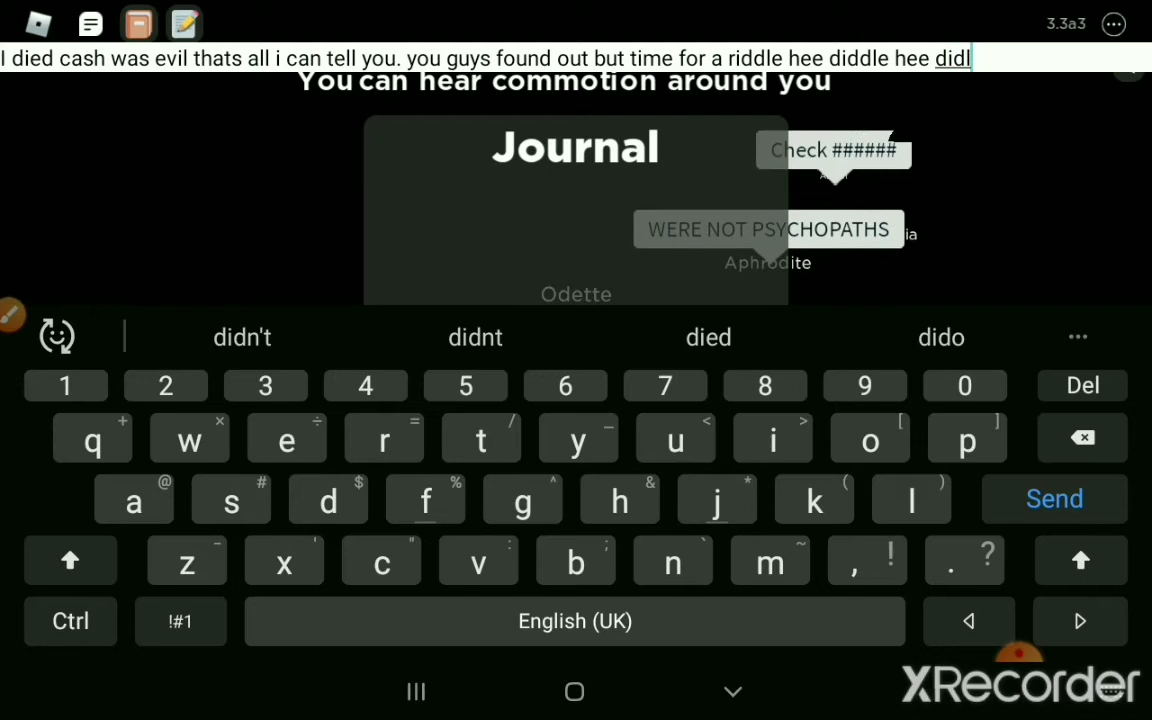 3.3a3
I died cash was evil thats all i can tell you. you guys found out but time for a riddle hee diddle hee didl
You can hear commotion around you
Journal
Check ######
WERE NOT PSYCHOPATHS
ia
Aphrodite
Odette
didn't didnt died dido ...
1 2 3 4 5 6 7 8 9 0 Del
+ × ÷ = / _ < > [ ]
q w e r t y u i o p
@ # $ % ^ & * ( )
a s d f g h j k l Send
- ' " : ; ` ~ ! ?
z x c v b n m , .
Ctrl !#1 English (UK)
XRecorder